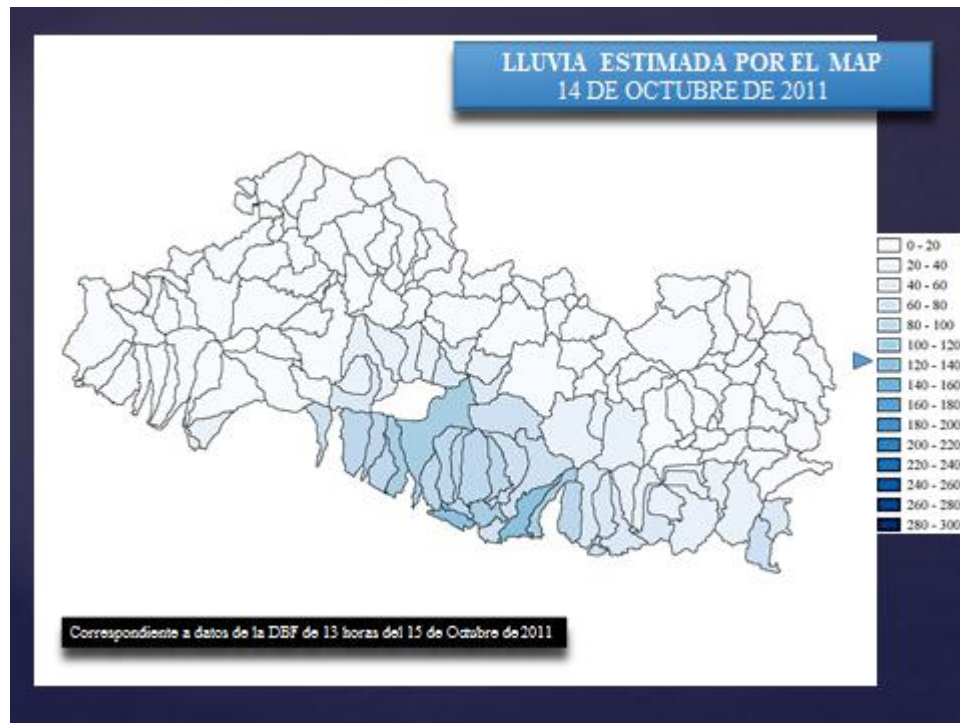 LLUVIA ESTIMADA POR EL MAP
14 DE OCTUBRE DE 2011
0 - 20
20 - 40
40 - 60
60 - 80
80 - 100
100 - 120
120 - 140
140 - 160
160 - 180
180 - 200
200 - 220
220 - 240
240 - 260
260 - 280
280 - 300
Correspondiente a datos de la DBF de 13 horas del 15 de Octubre de 2011